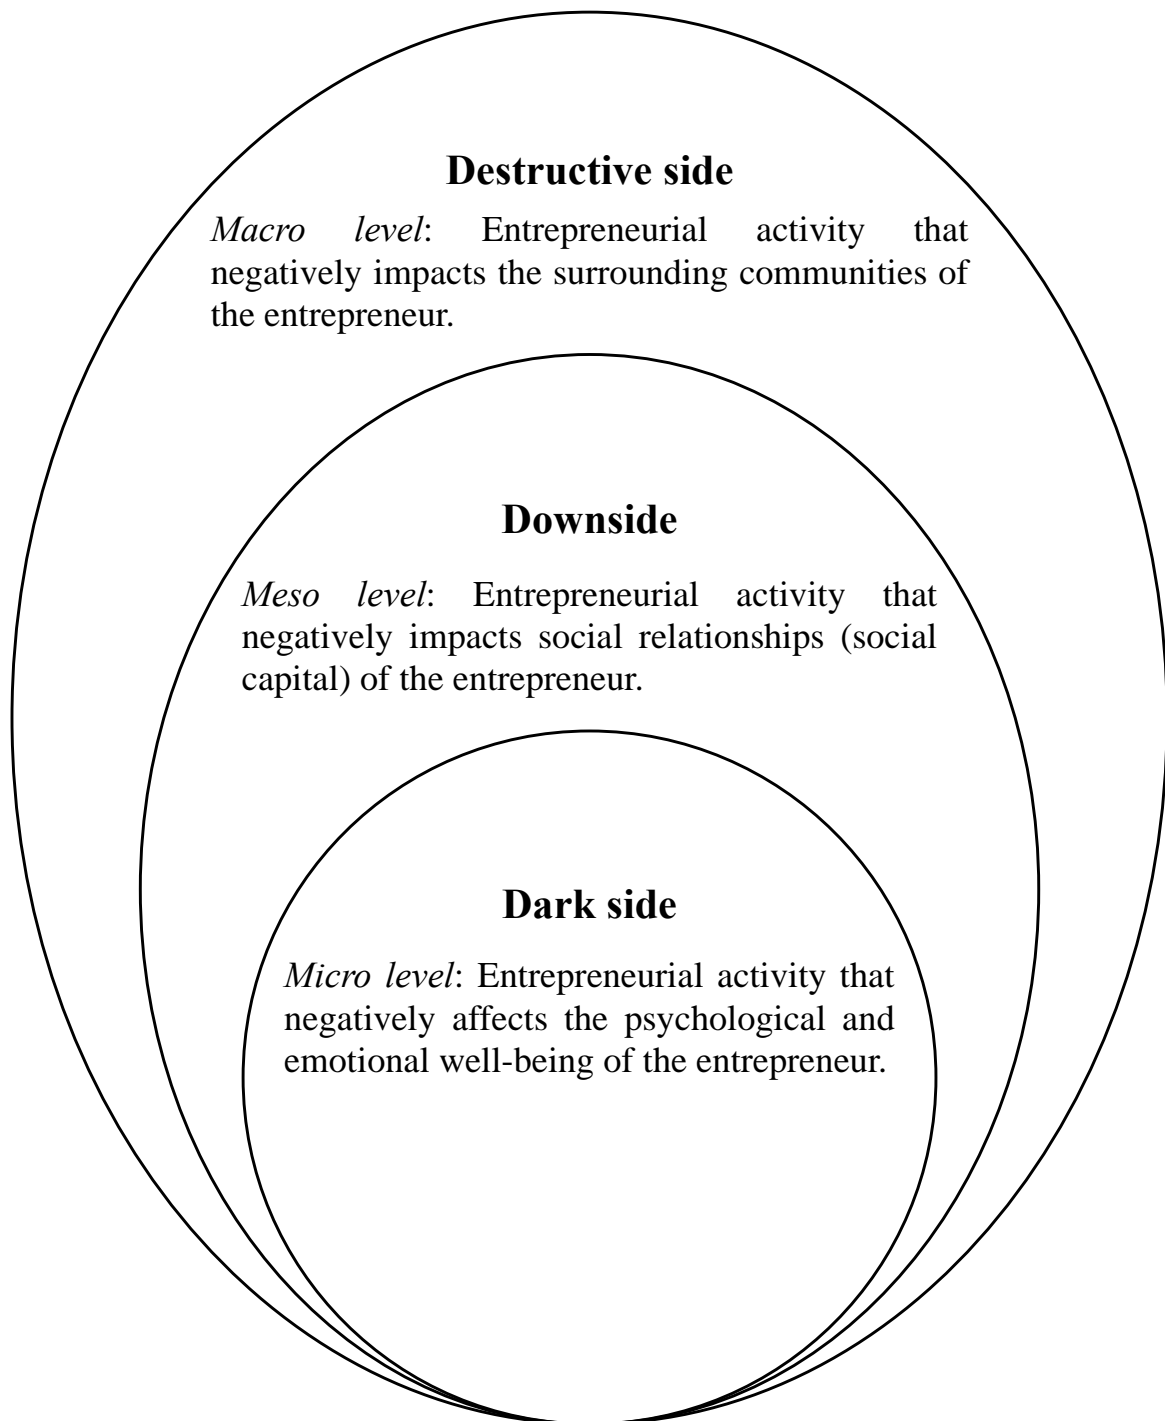 Destructive side
Macro level: Entrepreneurial activity that
negatively impacts the surrounding communities of
the entrepreneur.
Downside
Meso level: Entrepreneurial activity that
negatively impacts social relationships (social
capital) of the entrepreneur.
Dark side
Micro level: Entrepreneurial activity that
negatively affects the psychological and
emotional well-being of the entrepreneur.